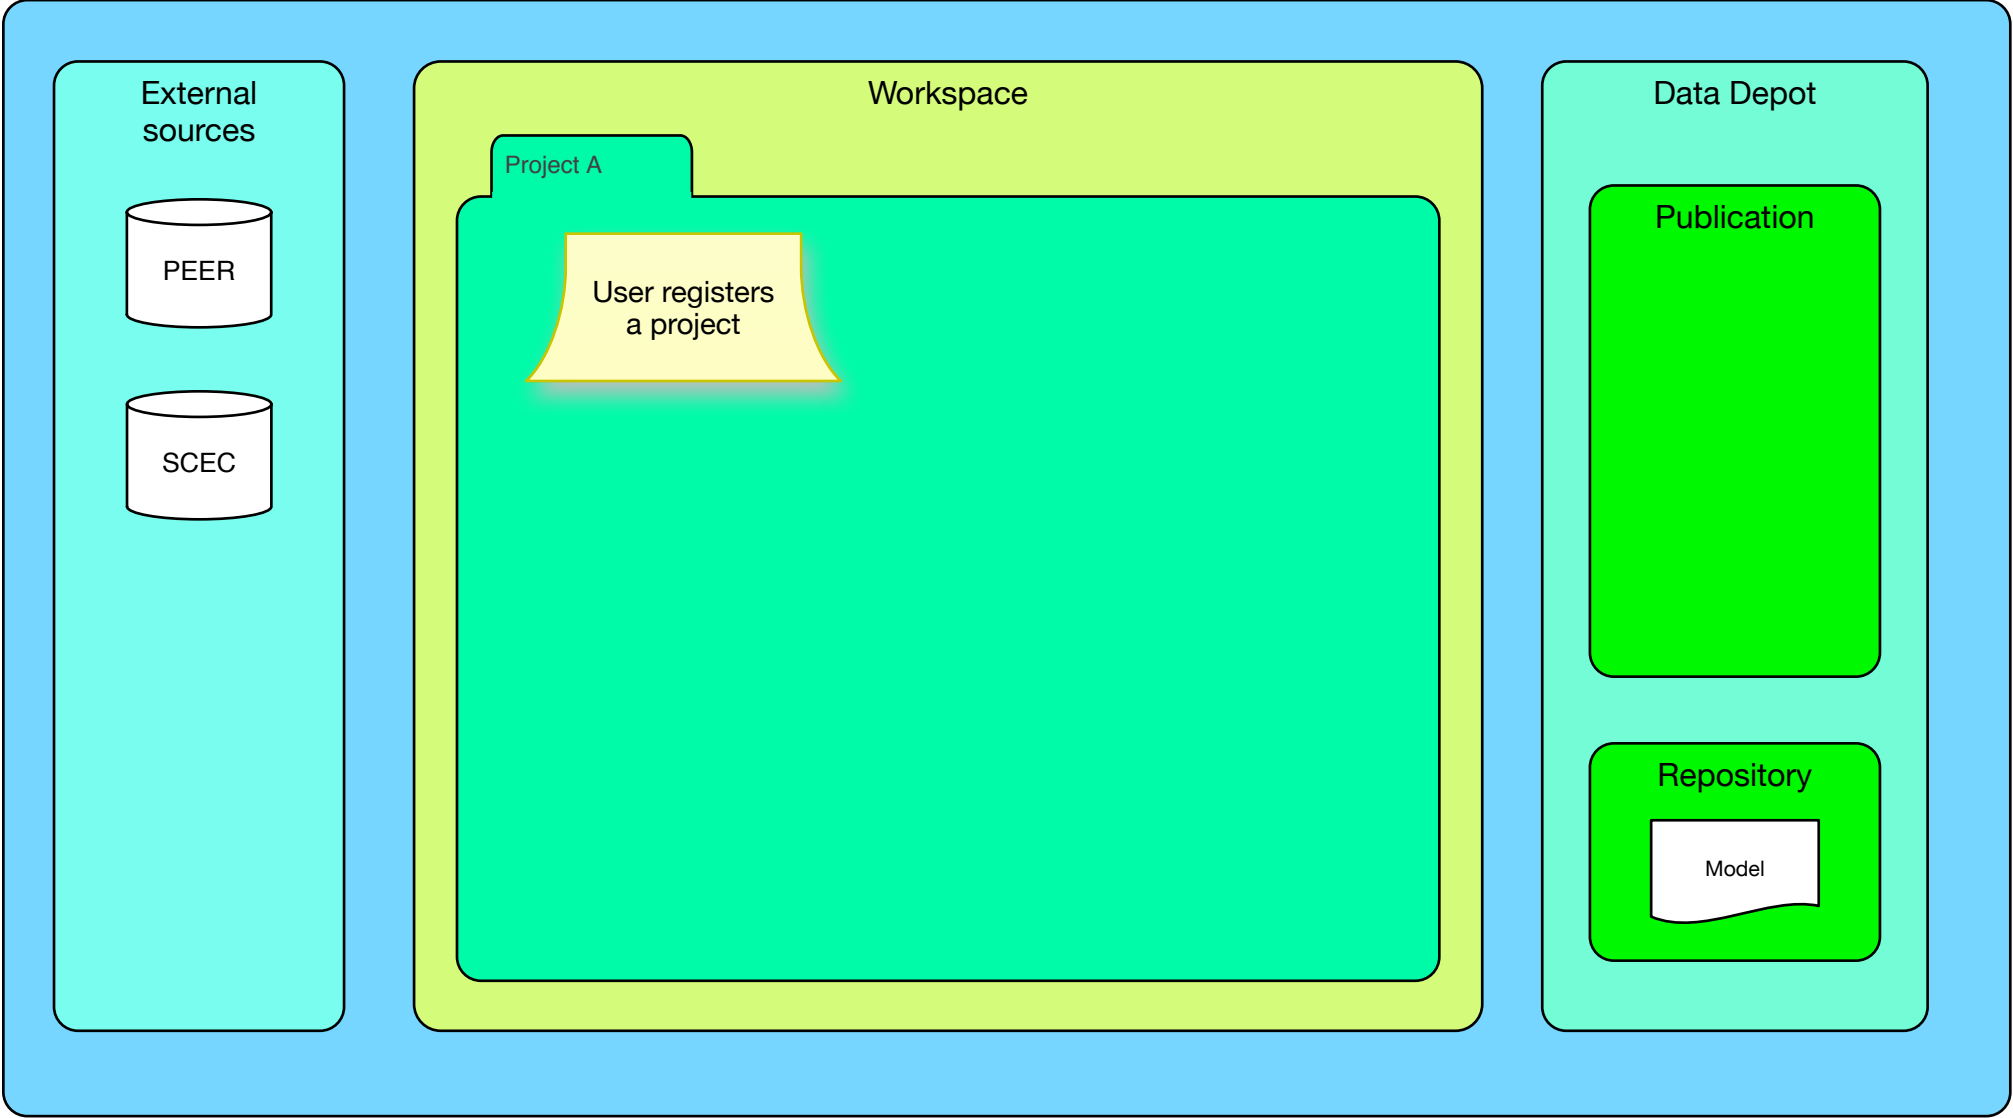 External
sources
PEER
SCEC
Workspace
Project A
User registers
a project
Data Depot
Publication
Repository
Model